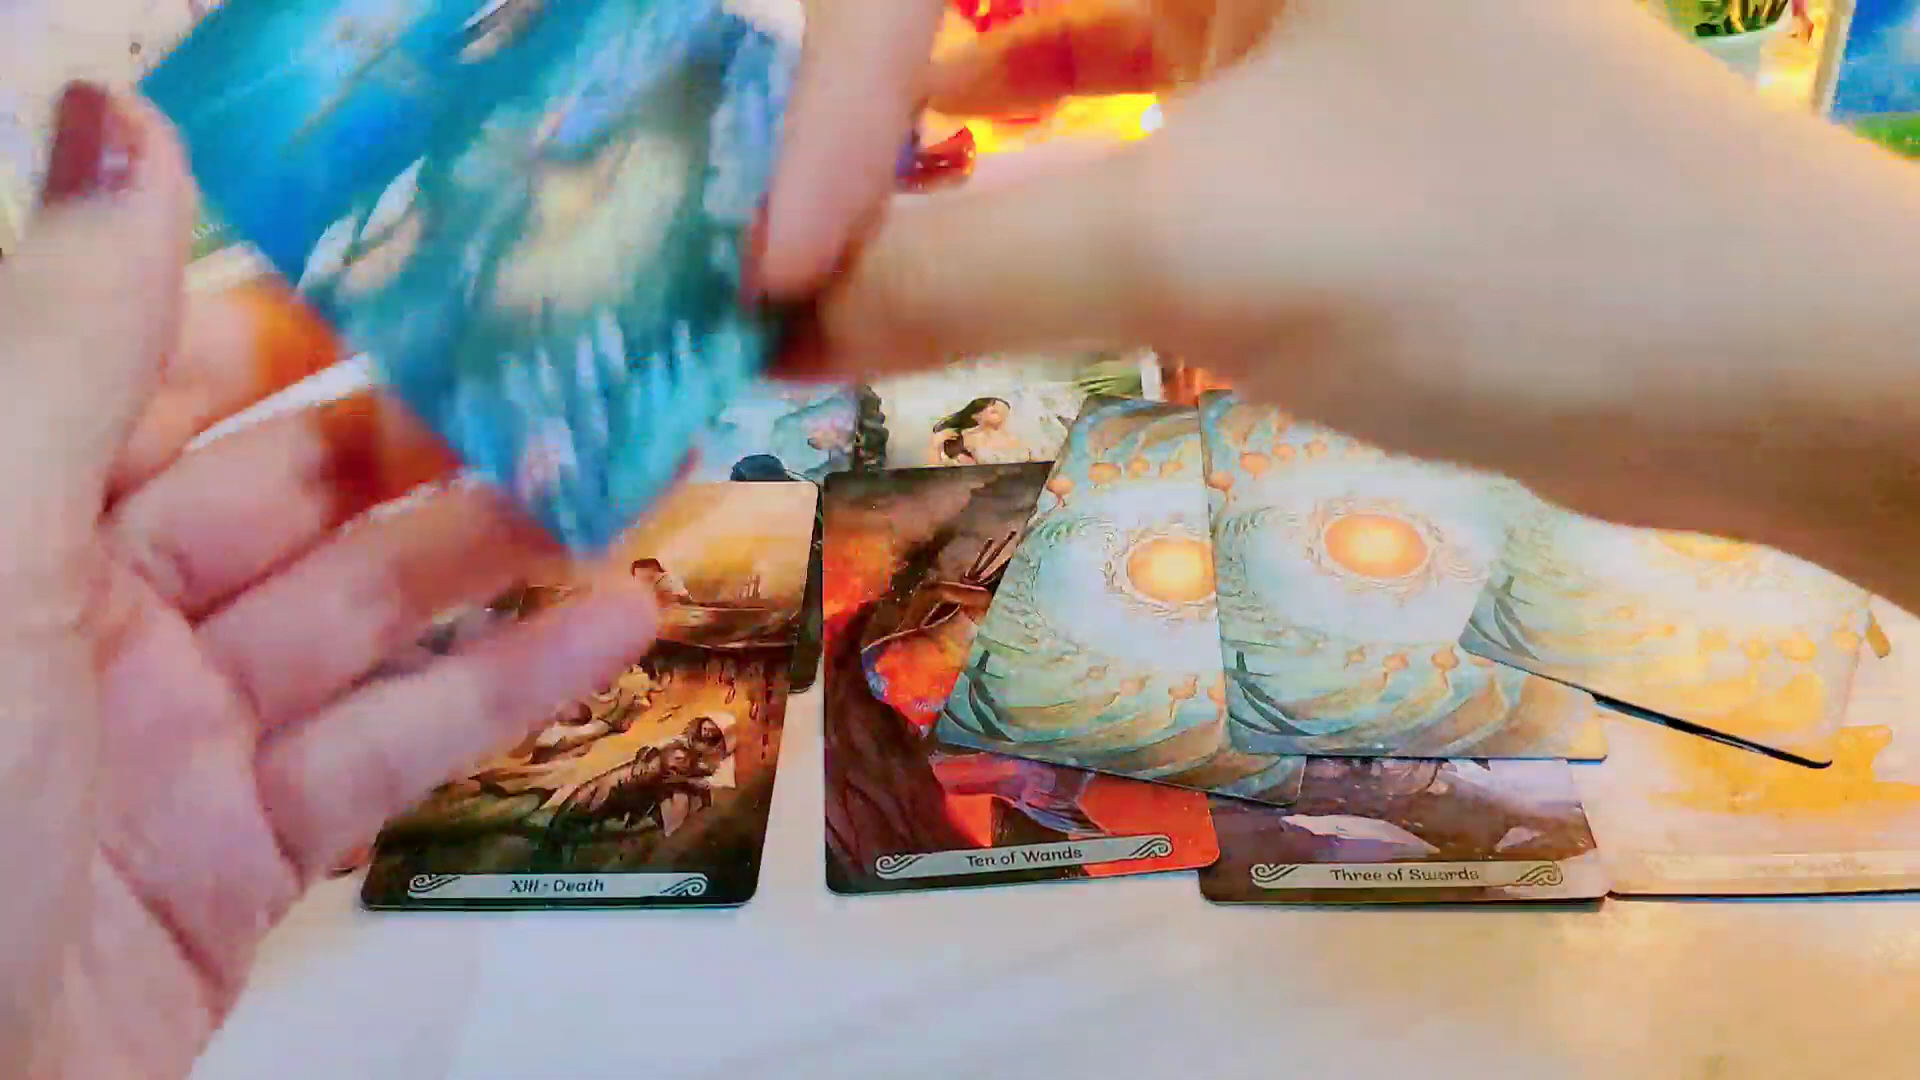 XIII - Death
Ten of Wands
Three of Swords